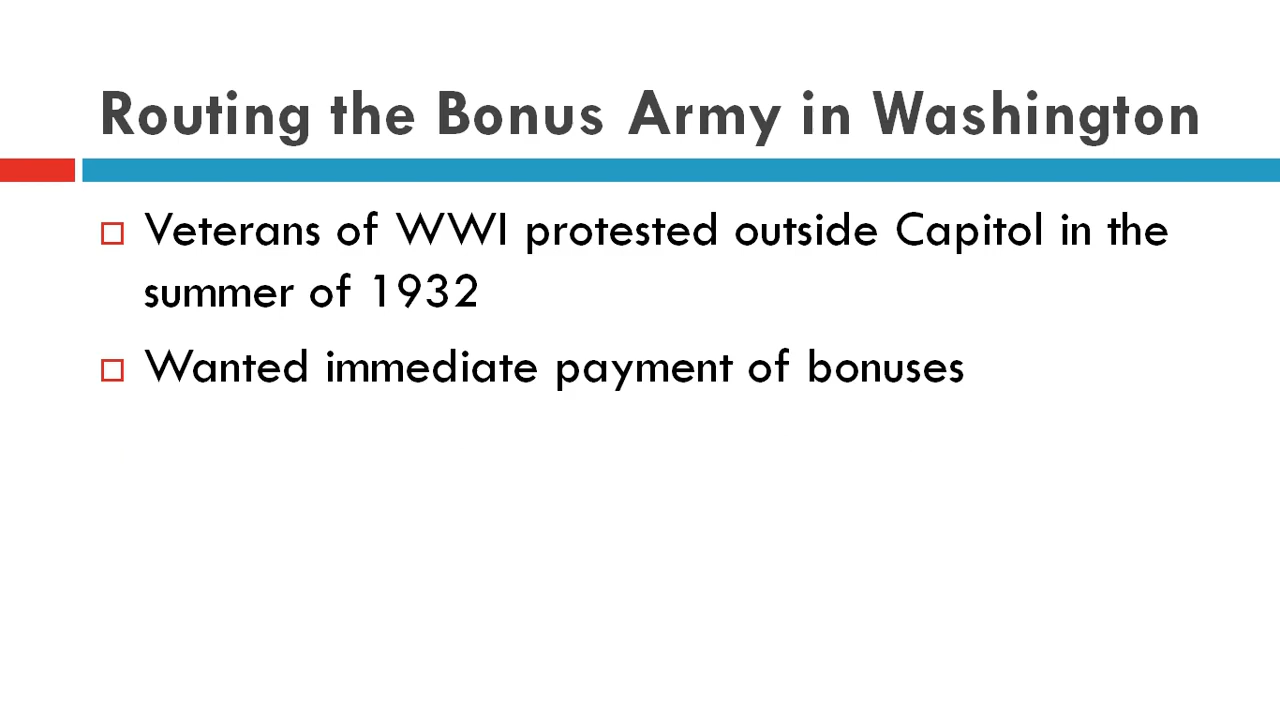 Routing the Bonus Army in Washington
Veterans of WWI protested outside Capitol in the
summer of 1932
Wanted immediate payment of bonuses